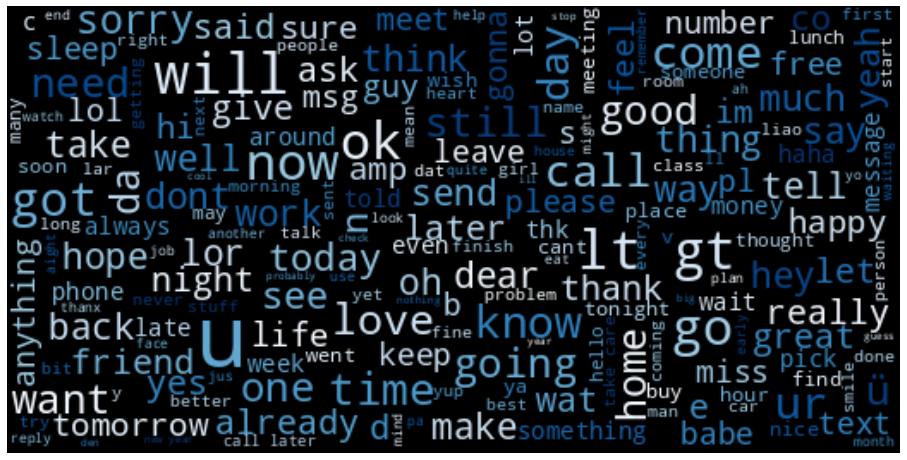 c
end
sorry
said
sure
meet
help
stop
gonna
lot
number
co
first
sleep
right
people
think
day
meeting
feel
remember
come
someone
lunch
yeah
start
need
getting
will
ask
guy
wish
heart
room
free
many
watch
lol
hi
next
give
msg
name
ah
good
im
much
take
around
ok
mean
still
s
might
thing
liao
say
message
soon
lar
well
now
amp
dat
quite
leave
girl
house
call
class
li
haha
yo
waiting
got
da
cool
dont
morning
sent
told
send
till
please
way
pl
tell
long
always
may
work
n
look
later
thk
place
money
happy
aight
another
talk
even
finish
cant
every
v
thought
anything
hope
job
lor
today
check
oh
eat
lt
gt
hey
let
person
phone
night
see
yet
dear
thank
plan
thanx
never
stuff
probably
use
b
nothing
problem
tonight
big
wait
really
back
late
face
u
life
love
fine
know
hello
coming
go
early
great
guess
bit
friend
week
went
keep
year
going
take care
home
miss
pick
done
want
y
yes
jus
one
time
yup
ya
wat
buy
hour
find
smile
ü
better
best
man
e
car
ur
try
tomorrow
already
d
mind
pa
make
something
babe
nice
text
reply
den
new year
call later
month